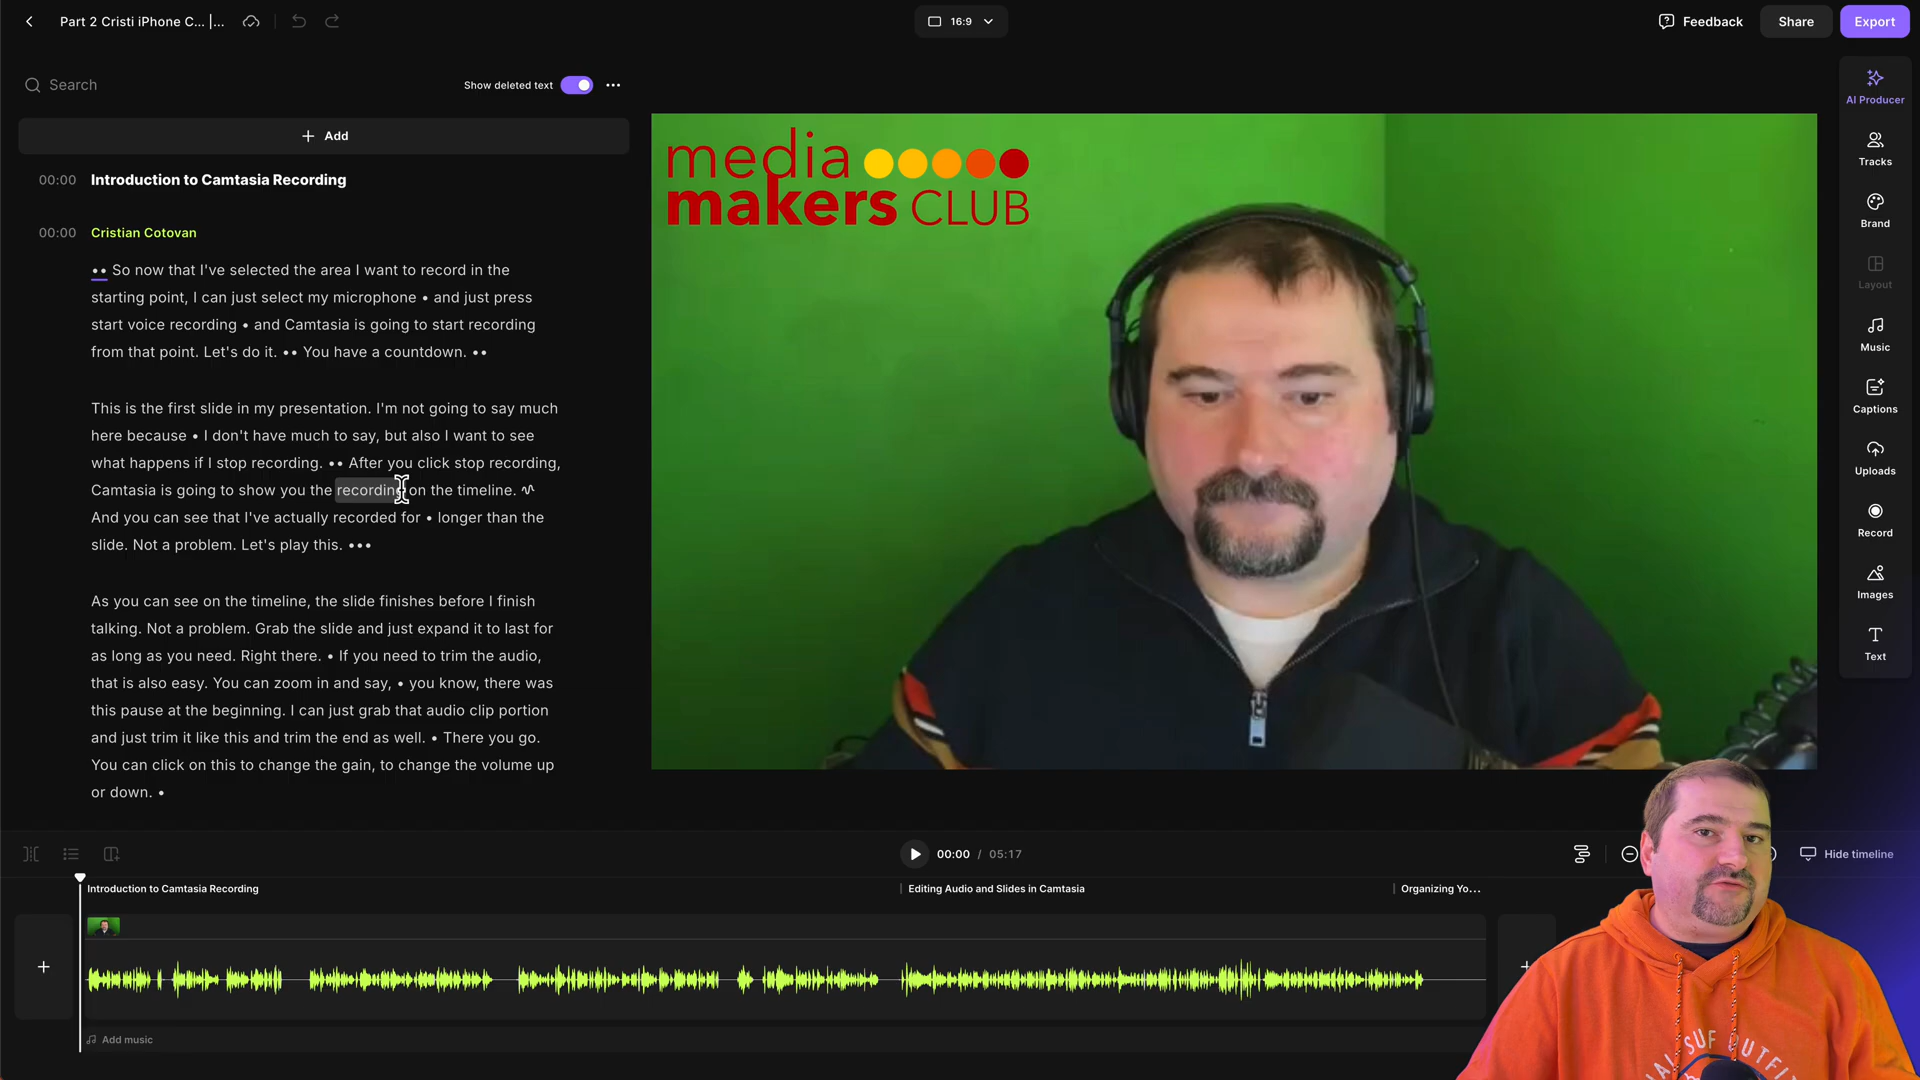 Part 2 Cristi iPhone C... |...
16:9
Feedback
Share
Export
Search
Show deleted text
Add
00:00 Introduction to Camtasia Recording
00:00 Cristian Cotovan
•• So now that I've selected the area I want to record in the
starting point, I can just select my microphone • and just press
start voice recording • and Camtasia is going to start recording
from that point. Let's do it. •• You have a countdown. ••
This is the first slide in my presentation. I'm not going to say much
here because • I don't have much to say, but also I want to see
what happens if I stop recording. •• After you click stop recording,
Camtasia is going to show you the recording on the timeline.
And you can see that I've actually recorded for • longer than the
slide. Not a problem. Let's play this. •••
As you can see on the timeline, the slide finishes before I finish
talking. Not a problem. Grab the slide and just expand it to last for
as long as you need. Right there. • If you need to trim the audio,
that is also easy. You can zoom in and say, • you know, there was
this pause at the beginning. I can just grab that audio clip portion
and just trim it like this and trim the end as well. • There you go.
You can click on this to change the gain, to change the volume up
or down. •
media
makers CLUB
AI Producer
Tracks
Brand
Layout
Music
Captions
Uploads
Record
Images
Text
00:00 / 05:17
Hide timeline
Introduction to Camtasia Recording
Editing Audio and Slides in Camtasia
Organizing Yo...
Add music